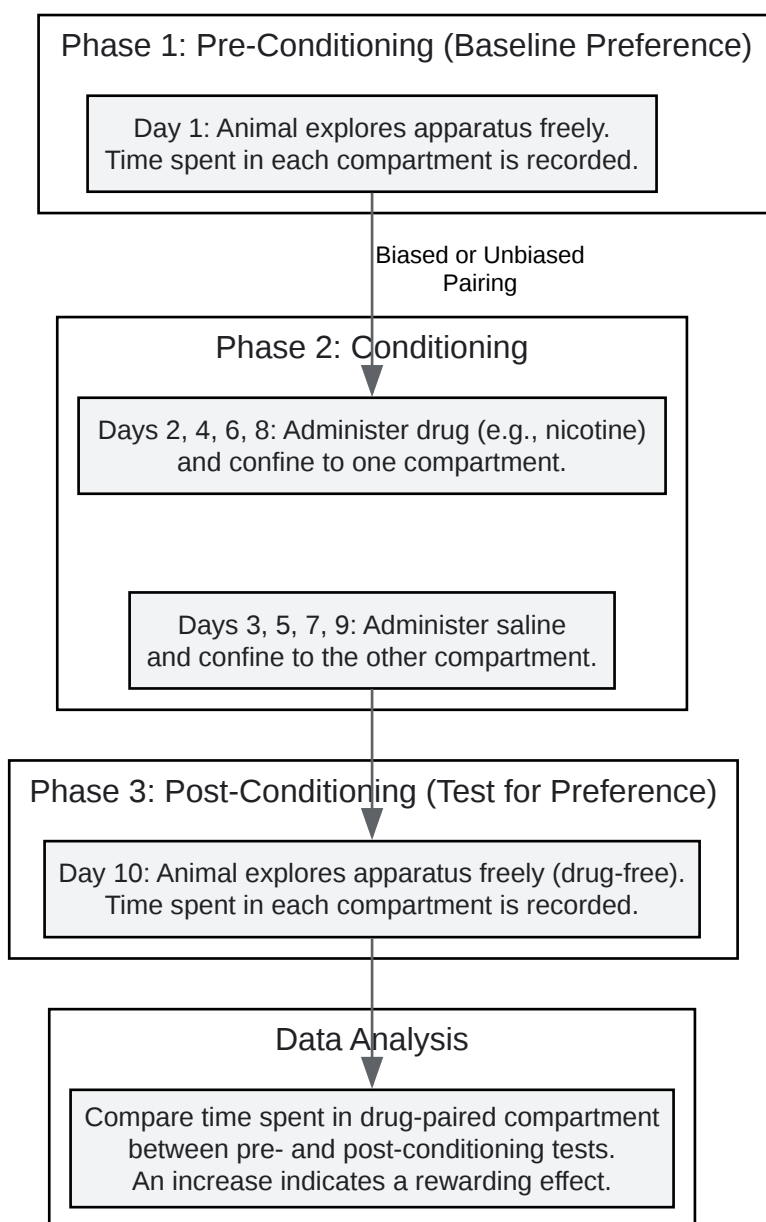 Phase 1: Pre-Conditioning (Baseline Preference)
Day 1: Animal explores apparatus freely.
Time spent in each compartment is recorded.
Biased or Unbiased
Pairing
Phase 2: Conditioning
Days 2, 4, 6, 8: Administer drug (e.g., nicotine)
and confine to one compartment.
Days 3, 5, 7, 9: Administer saline
and confine to the other compartment.
Phase 3: Post-Conditioning (Test for Preference)
Day 10: Animal explores apparatus freely (drug-free).
Time spent in each compartment is recorded.
Data Analysis
Compare time spent in drug-paired compartment
between pre- and post-conditioning tests.
An increase indicates a rewarding effect.